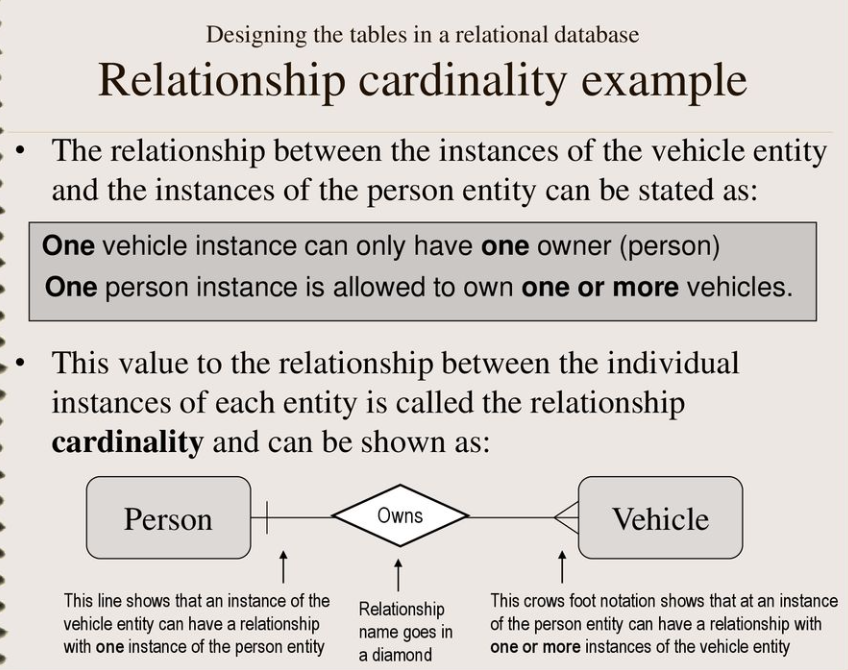 Designing the tables in a relational database
Relationship cardinality example
• The relationship between the instances of the vehicle entity
and the instances of the person entity can be stated as:
One vehicle instance can only have one owner (person)
One person instance is allowed to own one or more vehicles.
• This value to the relationship between the individual
instances of each entity is called the relationship
cardinality and can be shown as:
Person
Owns
Vehicle
This line shows that an instance of the
vehicle entity can have a relationship
with one instance of the person entity
Relationship
name goes in
a diamond
This crows foot notation shows that at an instance
of the person entity can have a relationship with
one or more instances of the vehicle entity